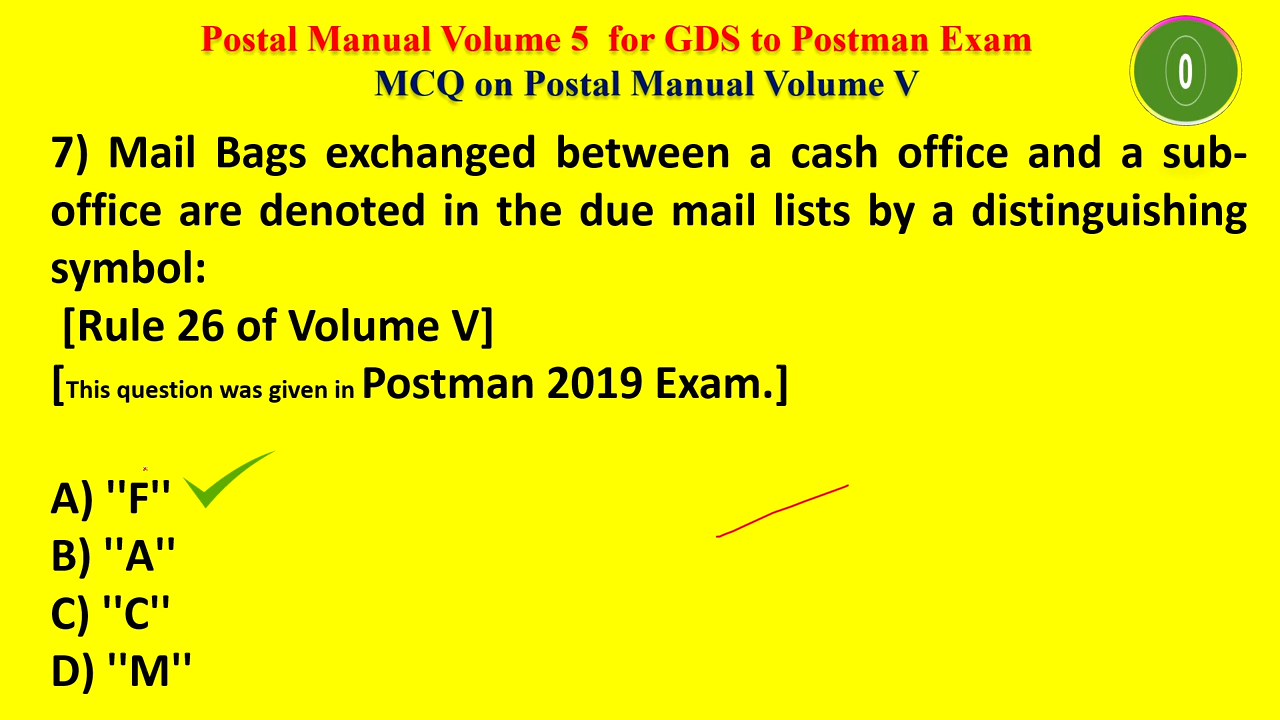 Postal Manual Volume 5 for GDS to Postman Exam
MCQ on Postal Manual Volume V
0
7) Mail Bags exchanged between a cash office and a sub-
office are denoted in the due mail lists by a distinguishing
symbol:
[Rule 26 of Volume V]
[This question was given in Postman 2019 Exam.]
A) "F"
B) "A"
C) "C"
D) "M"